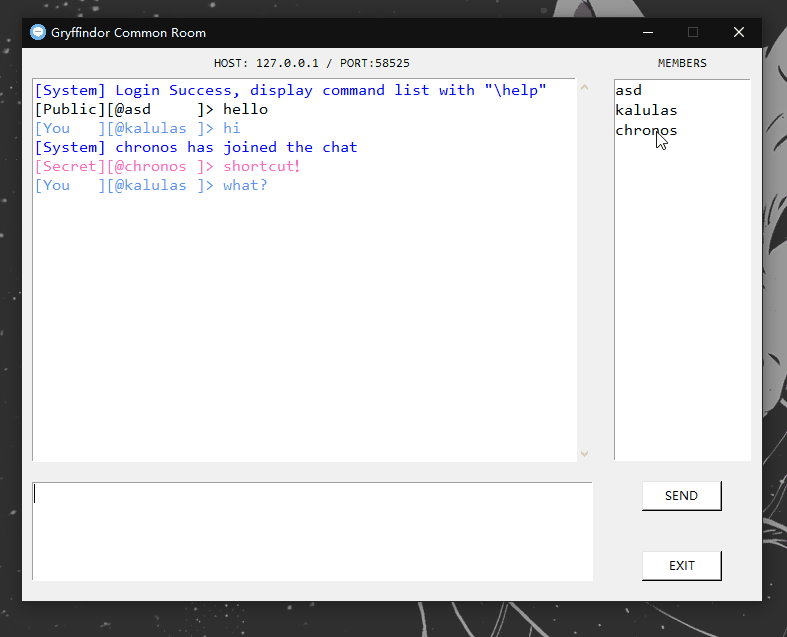 Gryffindor Common Room
HOST: 127.0.0.1 / PORT:58525
MEMBERS
[System] Login Success, display command list with "\help"
[Public][@asd     ]> hello
[You   ][@kalulas ]> hi
[System] chronos has joined the chat
[Secret][@chronos ]> shortcut!
[You   ][@kalulas ]> what?
asd
kalulas
chronos
SEND
EXIT